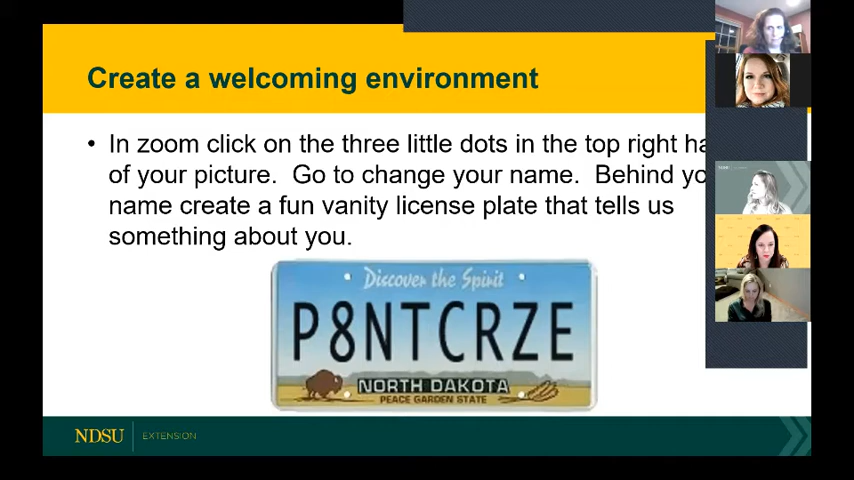 Create a welcoming environment
• In zoom click on the three little dots in the top right
of your picture. Go to change your name. Behind
name create a fun vanity license plate that tells us
something about you.
Discover the Spirit
P8NTCRZE
NORTH DAKOTA
PEACE GARDEN STATE
NDSU EXTENSION